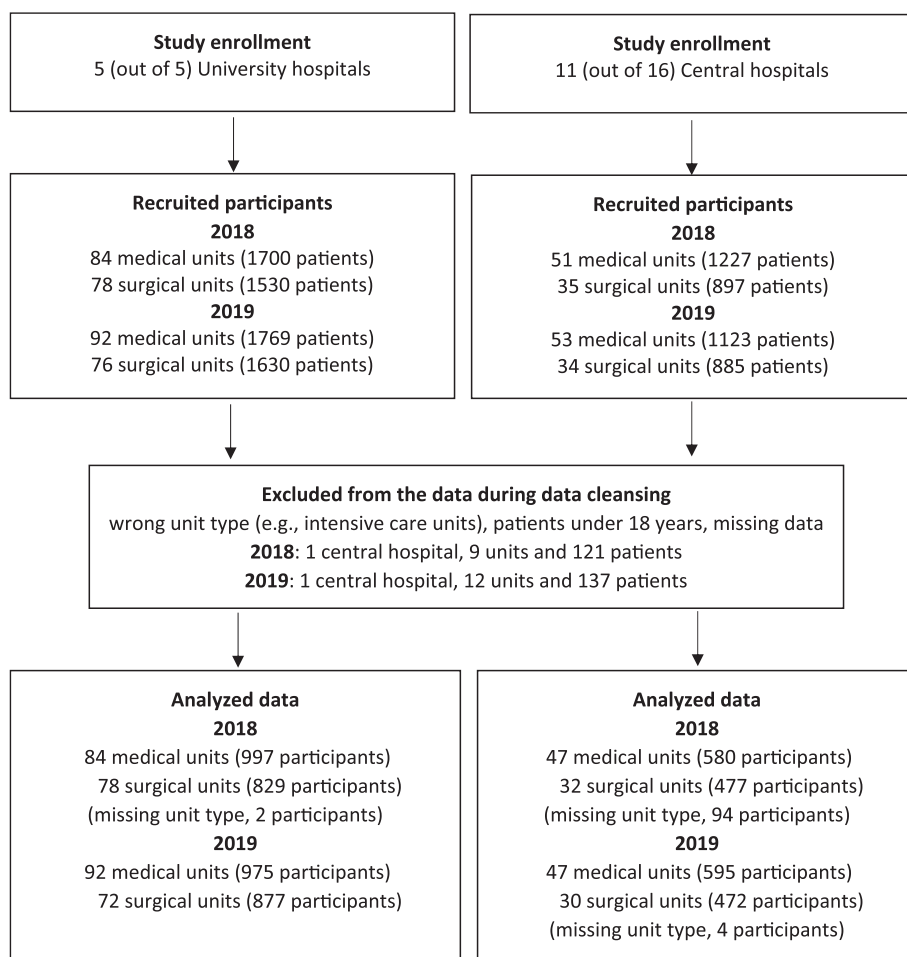 Study enrollment
5 (out of 5) University hospitals
Study enrollment
11 (out of 16) Central hospitals
Recruited participants
2018
84 medical units (1700 patients)
78 surgical units (1530 patients)
2019
92 medical units (1769 patients)
76 surgical units (1630 patients)
Recruited participants
2018
51 medical units (1227 patients)
35 surgical units (897 patients)
2019
53 medical units (1123 patients)
34 surgical units (885 patients)
Excluded from the data during data cleansing
wrong unit type (e.g., intensive care units), patients under 18 years, missing data
2018: 1 central hospital, 9 units and 121 patients
2019: 1 central hospital, 12 units and 137 patients
Analyzed data
2018
84 medical units (997 participants)
78 surgical units (829 participants)
(missing unit type, 2 participants)
2019
92 medical units (975 participants)
72 surgical units (877 participants)
Analyzed data
2018
47 medical units (580 participants)
32 surgical units (477 participants)
(missing unit type, 94 participants)
2019
47 medical units (595 participants)
30 surgical units (472 participants)
(missing unit type, 4 participants)